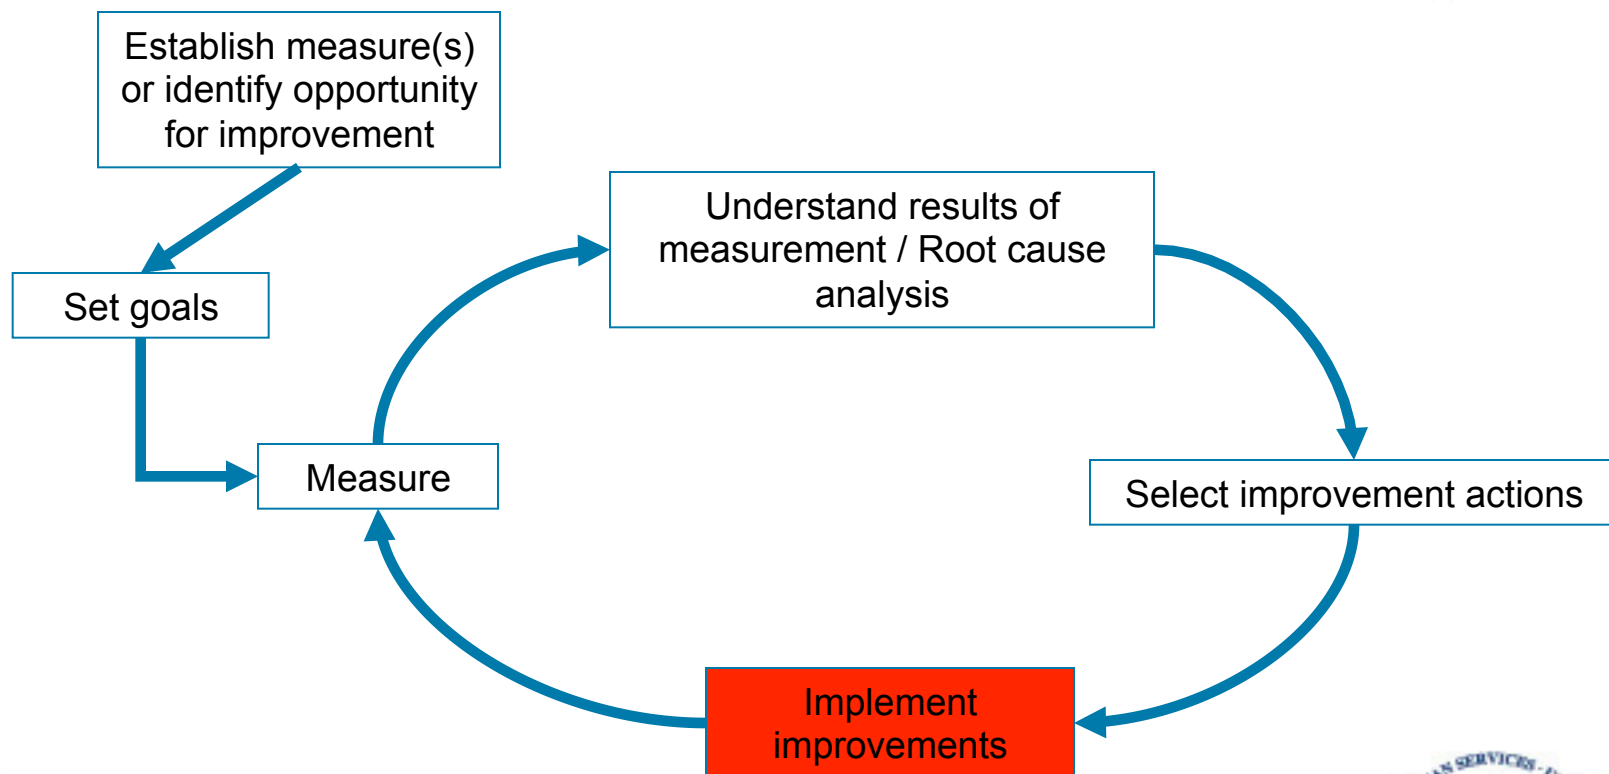 Establish measure(s)
or identify opportunity
for improvement
Understand results of
measurement / Root cause
analysis
Set goals
Measure
Select improvement actions
Implement
improvements
SERVICES